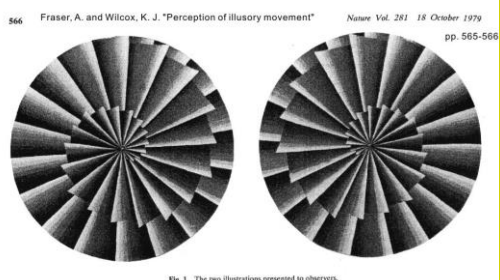 566 Fraser, A. and Wilcox, K. J. "Perception of illusory movement" Nature Vol. 281 18 October 1979
pp. 565-566
Fig. 1 The two illustrations presented to observers.